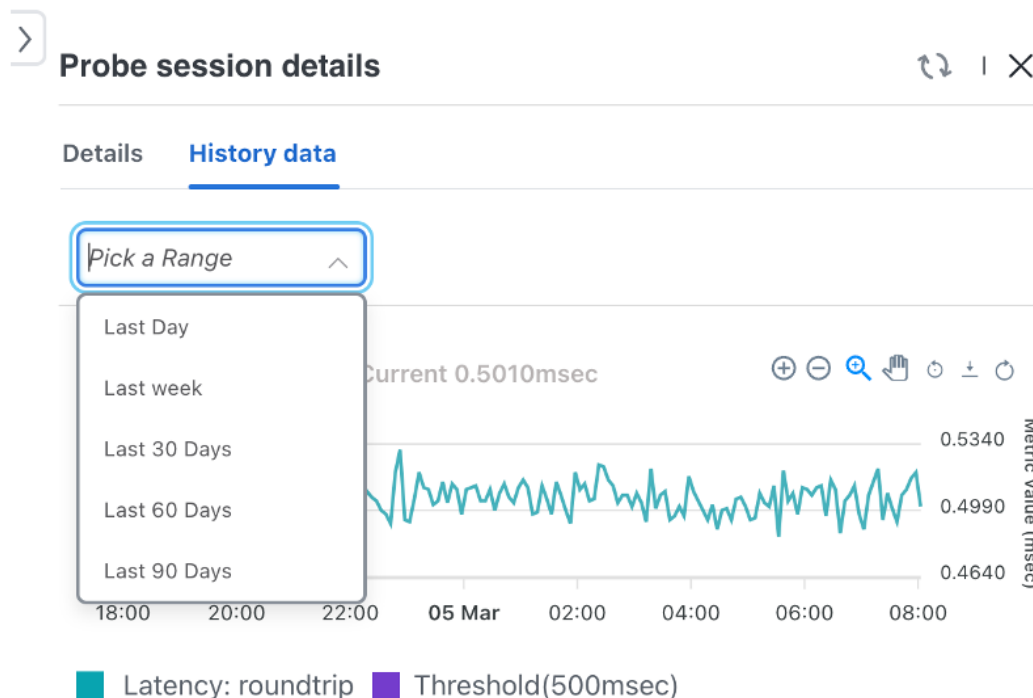 Probe session details
Details History data
Pick a Range
Last Day
Last week
Last 30 Days
Last 60 Days
Last 90 Days
Current 0.5010msec
0.5340
0.4990
0.4640
Metric Value (msec)
18:00 20:00 22:00 05 Mar 02:00 04:00 06:00 08:00
Latency: roundtrip Threshold(500msec)